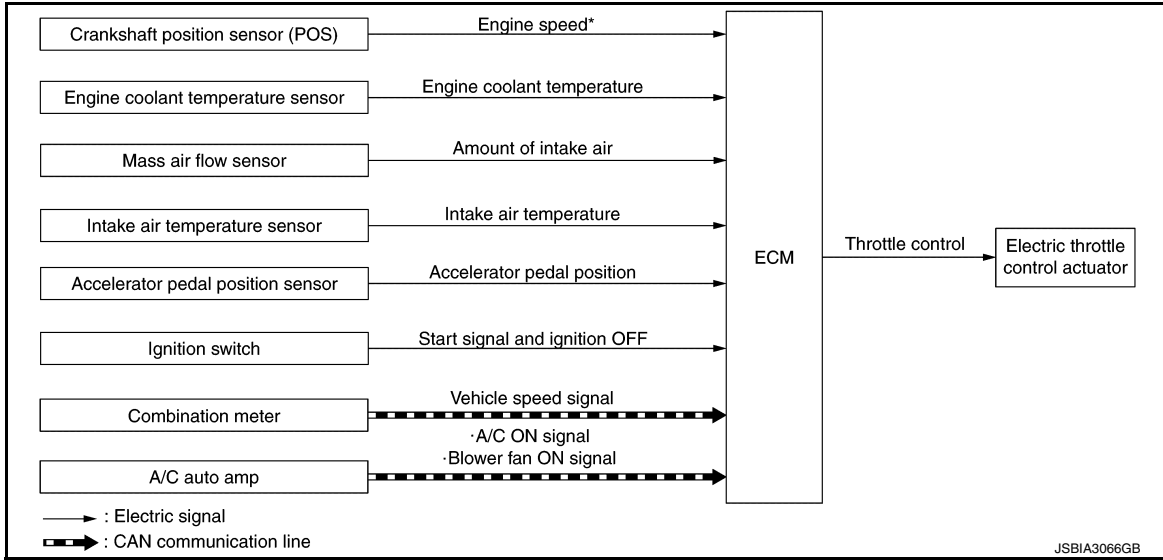 Crankshaft position sensor (POS)
Engine speed*
Engine coolant temperature sensor
Engine coolant temperature
Mass air flow sensor
Amount of intake air
Intake air temperature sensor
Intake air temperature
Accelerator pedal position sensor
Accelerator pedal position
Ignition switch
Start signal and ignition OFF
Combination meter
Vehicle speed signal
A/C auto amp
·A/C ON signal
·Blower fan ON signal
ECM
Throttle control
Electric throttle
control actuator
: Electric signal
: CAN communication line
JSBIA3066GB